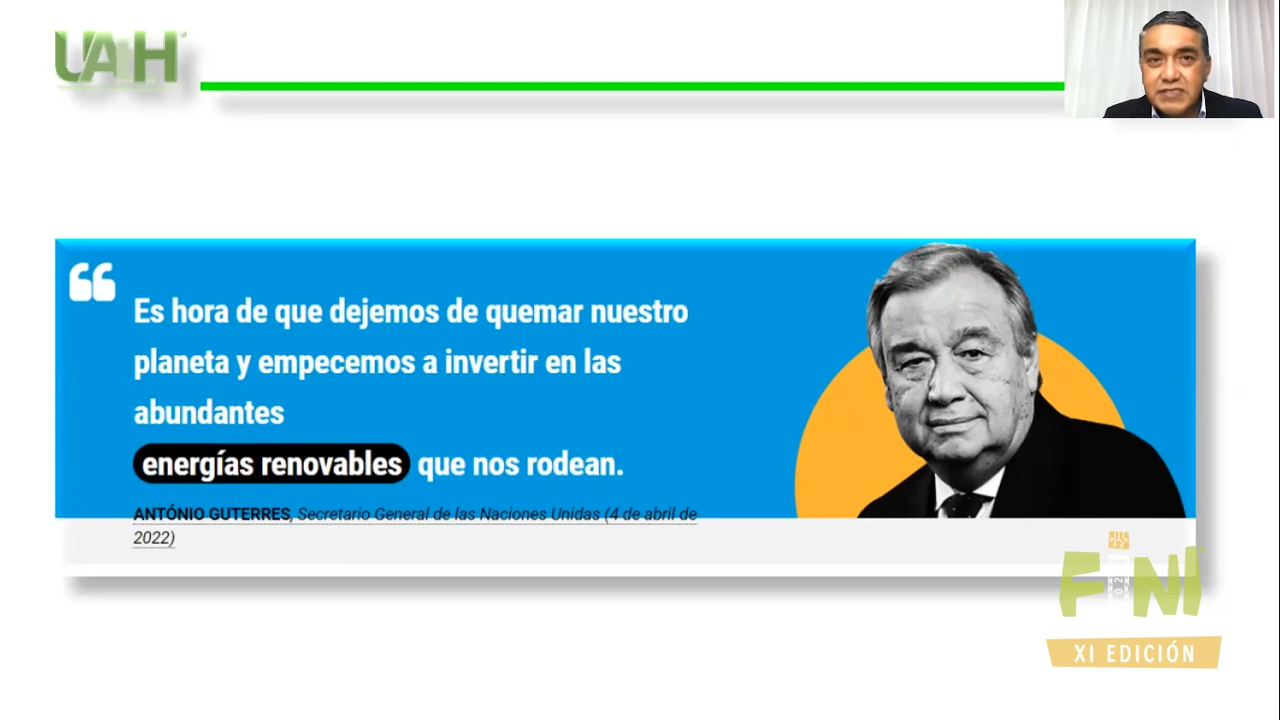 UAH
Es hora de que dejemos de quemar nuestro
planeta y empecemos a invertir en las
abundantes
energías renovables que nos rodean.
ANTÓNIO GUTERRES, Secretario General de las Naciones Unidas (4 de abril de
2022)
FINI
XI EDICIÓN